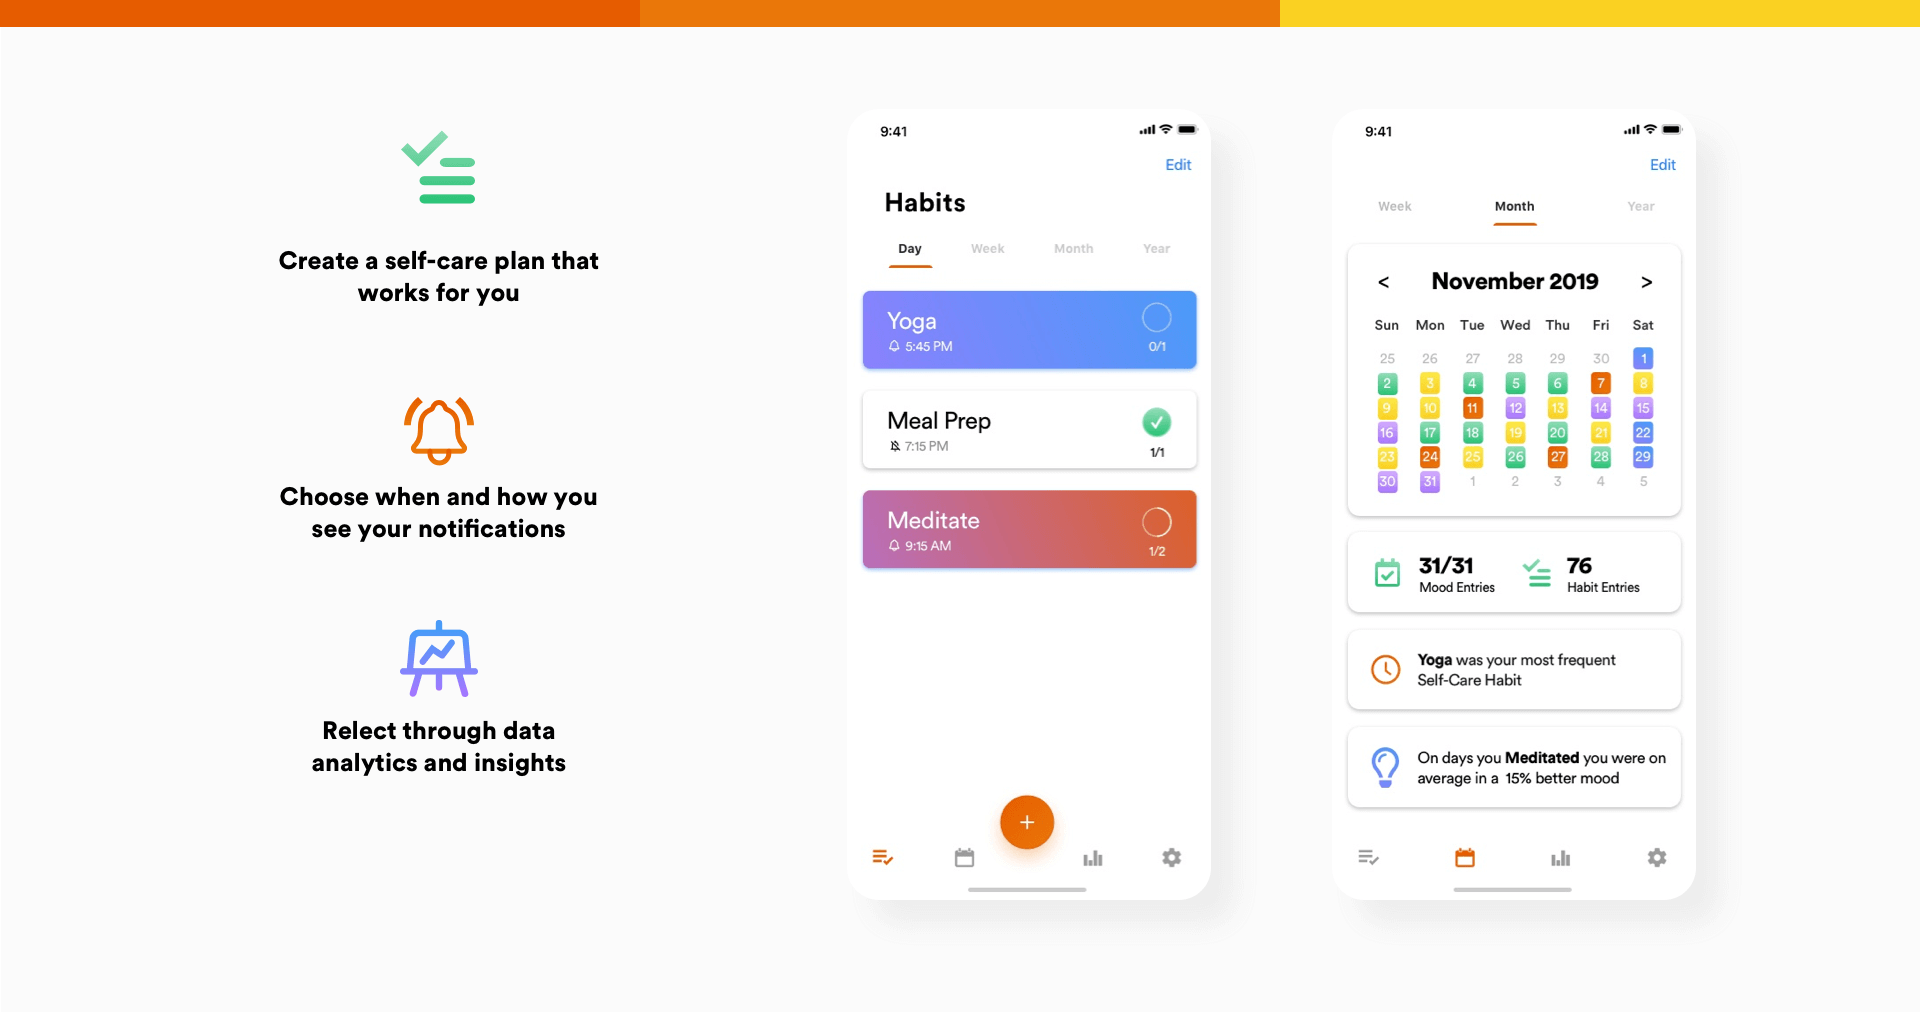 Create a self-care plan that
works for you
Choose when and how you
see your notifications
Relect through data
analytics and insights
9:41
Edit
Habits
Day Week Month Year
Yoga
5:45 PM
0/1
Meal Prep
7:15 PM
1/1
Meditate
9:15 AM
1/2
+
9:41
Edit
Week Month Year
< November 2019 >
Sun Mon Tue Wed Thu Fri Sat
25 26 27 28 29 30 1
2 3 4 5 6 7 8
9 10 11 12 13 14 15
16 17 18 19 20 21 22
23 24 25 26 27 28 29
30 31 1 2 3 4 5
31/31
Mood Entries
76
Habit Entries
Yoga was your most frequent
Self-Care Habit
On days you Meditated you were on
average in a 15% better mood